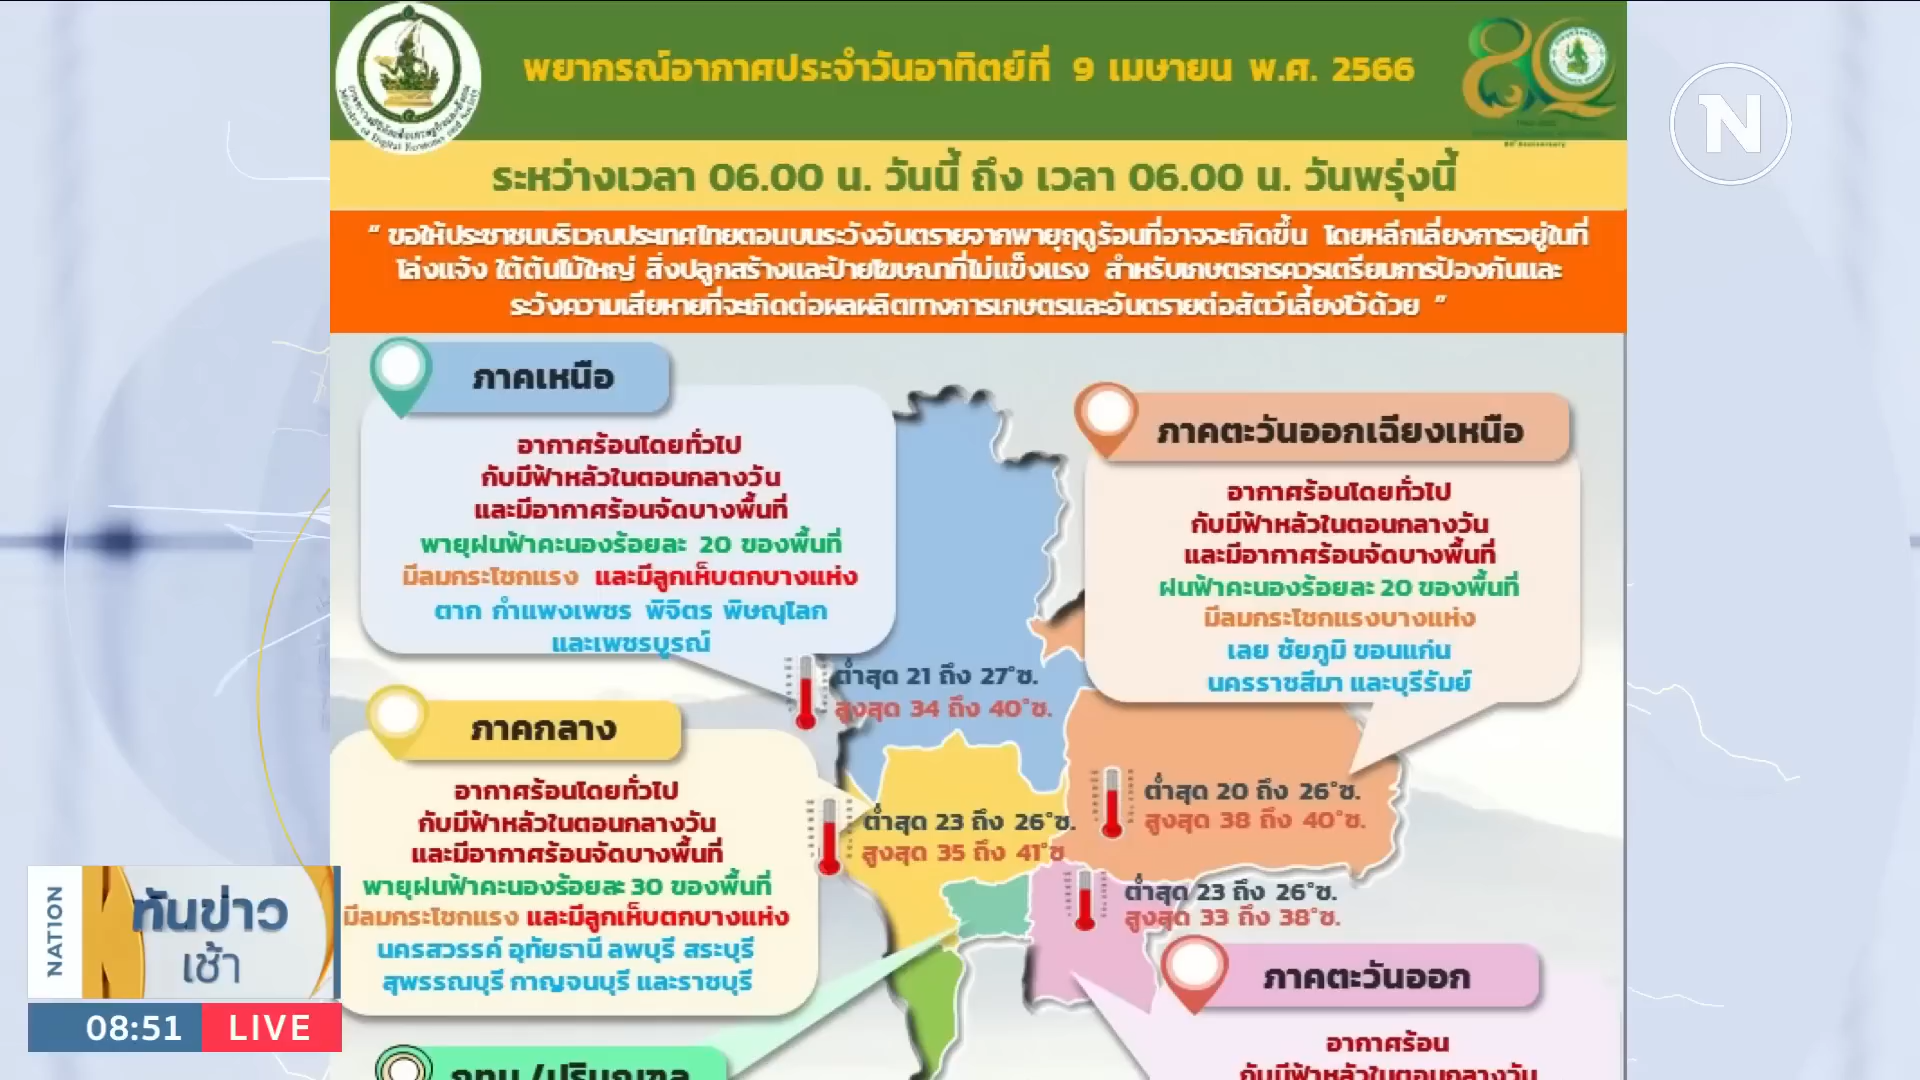 พยากรณ์อากาศประจำวันอาทิตย์ที่ 9 เมษายน พ.ศ. 2566
ระหว่างเวลา 06.00 น. วันนี้ ถึง เวลา 06.00 น. วันพรุ่งนี้
“ ขอให้ประชาชนบริเวณประเทศไทยตอนบนระวังอันตรายจากพายุฤดูร้อนที่อาจจะเกิดขึ้น โดยหลีกเลี่ยงการอยู่ในที่
โล่งแจ้ง ใต้ต้นไม้ใหญ่ สิ่งปลูกสร้างและป้ายโฆษณาที่ไม่แข็งแรง สำหรับเกษตรกรควรเตรียมการป้องกันและ
ระวังความเสียหายที่จะเกิดต่อผลผลิตทางการเกษตรและอันตรายต่อสัตว์เลี้ยงไว้ด้วย ”
N
ภาคเหนือ
อากาศร้อนโดยทั่วไป
กับมีฟ้าหลัวในตอนกลางวัน
และมีอากาศร้อนจัดบางพื้นที่
พายุฝนฟ้าคะนองร้อยละ 20 ของพื้นที่
มีลมกระโชกแรง และมีลูกเห็บตกบางแห่ง
ตาก กำแพงเพชร พิจิตร พิษณุโลก
และเพชรบูรณ์
ต่ำสุด 21 ถึง 27°ซ.
สูงสุด 34 ถึง 40°ซ.
ภาคตะวันออกเฉียงเหนือ
อากาศร้อนโดยทั่วไป
กับมีฟ้าหลัวในตอนกลางวัน
และมีอากาศร้อนจัดบางพื้นที่
ฝนฟ้าคะนองร้อยละ 20 ของพื้นที่
มีลมกระโชกแรงบางแห่ง
เลย ชัยภูมิ ขอนแก่น
นครราชสีมา และบุรีรัมย์
ต่ำสุด 20 ถึง 26°ซ.
สูงสุด 38 ถึง 40°ซ.
ภาคกลาง
อากาศร้อนโดยทั่วไป
กับมีฟ้าหลัวในตอนกลางวัน
และมีอากาศร้อนจัดบางพื้นที่
พายุฝนฟ้าคะนองร้อยละ 30 ของพื้นที่
มีลมกระโชกแรง และมีลูกเห็บตกบางแห่ง
นครสวรรค์ อุทัยธานี ลพบุรี สระบุรี
สุพรรณบุรี กาญจนบุรี และราชบุรี
ต่ำสุด 23 ถึง 26°ซ.
สูงสุด 35 ถึง 41°ซ
ต่ำสุด 23 ถึง 26°ซ.
สูงสุด 33 ถึง 38°ซ.
ภาคตะวันออก
อากาศร้อน
กับมีฟ้าหลัวในตอนกลางวัน
กทม./ปริมณฑล
NATION
ทันข่าว
เช้า
08:51 LIVE